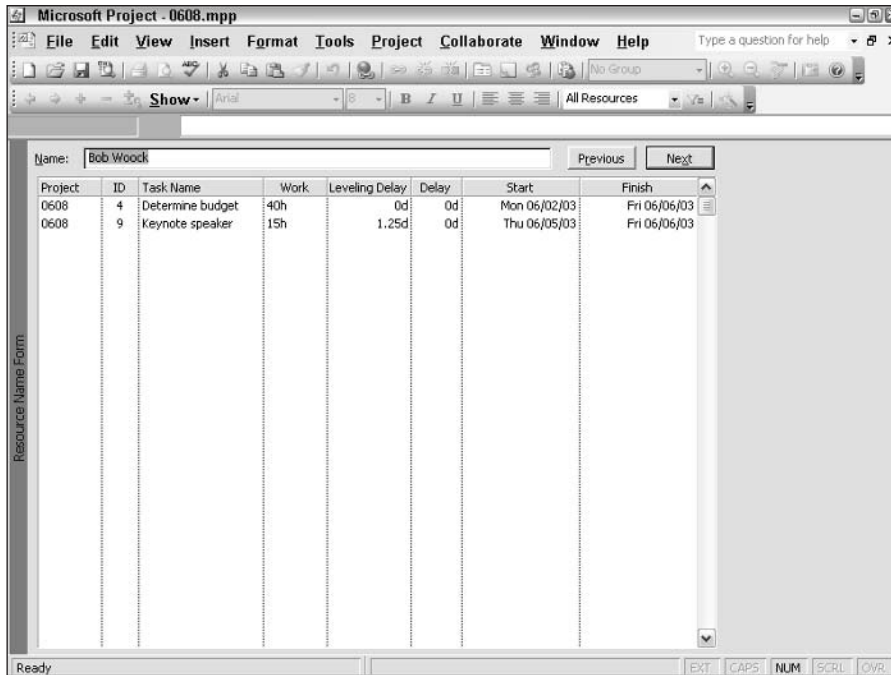 Microsoft Project - 0608.mpp
File Edit View Insert Format Tools Project Collaborate Window Help Type a question for help
No Group
Show Arial 8 B I U All Resources
Name: Bob Woock Previous Next
Project ID Task Name Work Leveling Delay Delay Start Finish
0608 4 Determine budget 40h 0d 0d Mon 06/02/03 Fri 06/06/03
0608 9 Keynote speaker 15h 1.25d 0d Thu 06/05/03 Fri 06/06/03
Resource Name Form
Ready EXT CAPS NUM SCRL OVR